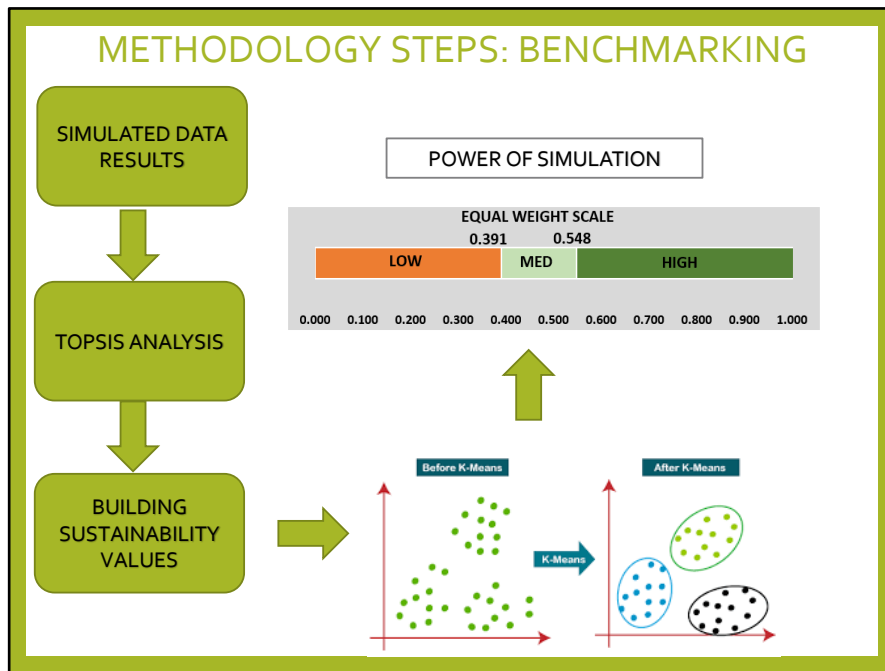 METHODOLOGY STEPS: BENCHMARKING
SIMULATED DATA
RESULTS
TOPSIS ANALYSIS
BUILDING
SUSTAINABILITY
VALUES
POWER OF SIMULATION
EQUAL WEIGHT SCALE
0.391 0.548
LOW MED HIGH
0.000 0.100 0.200 0.300 0.400 0.500 0.600 0.700 0.800 0.900 1.000
Before K-Means
K-Means
After K-Means